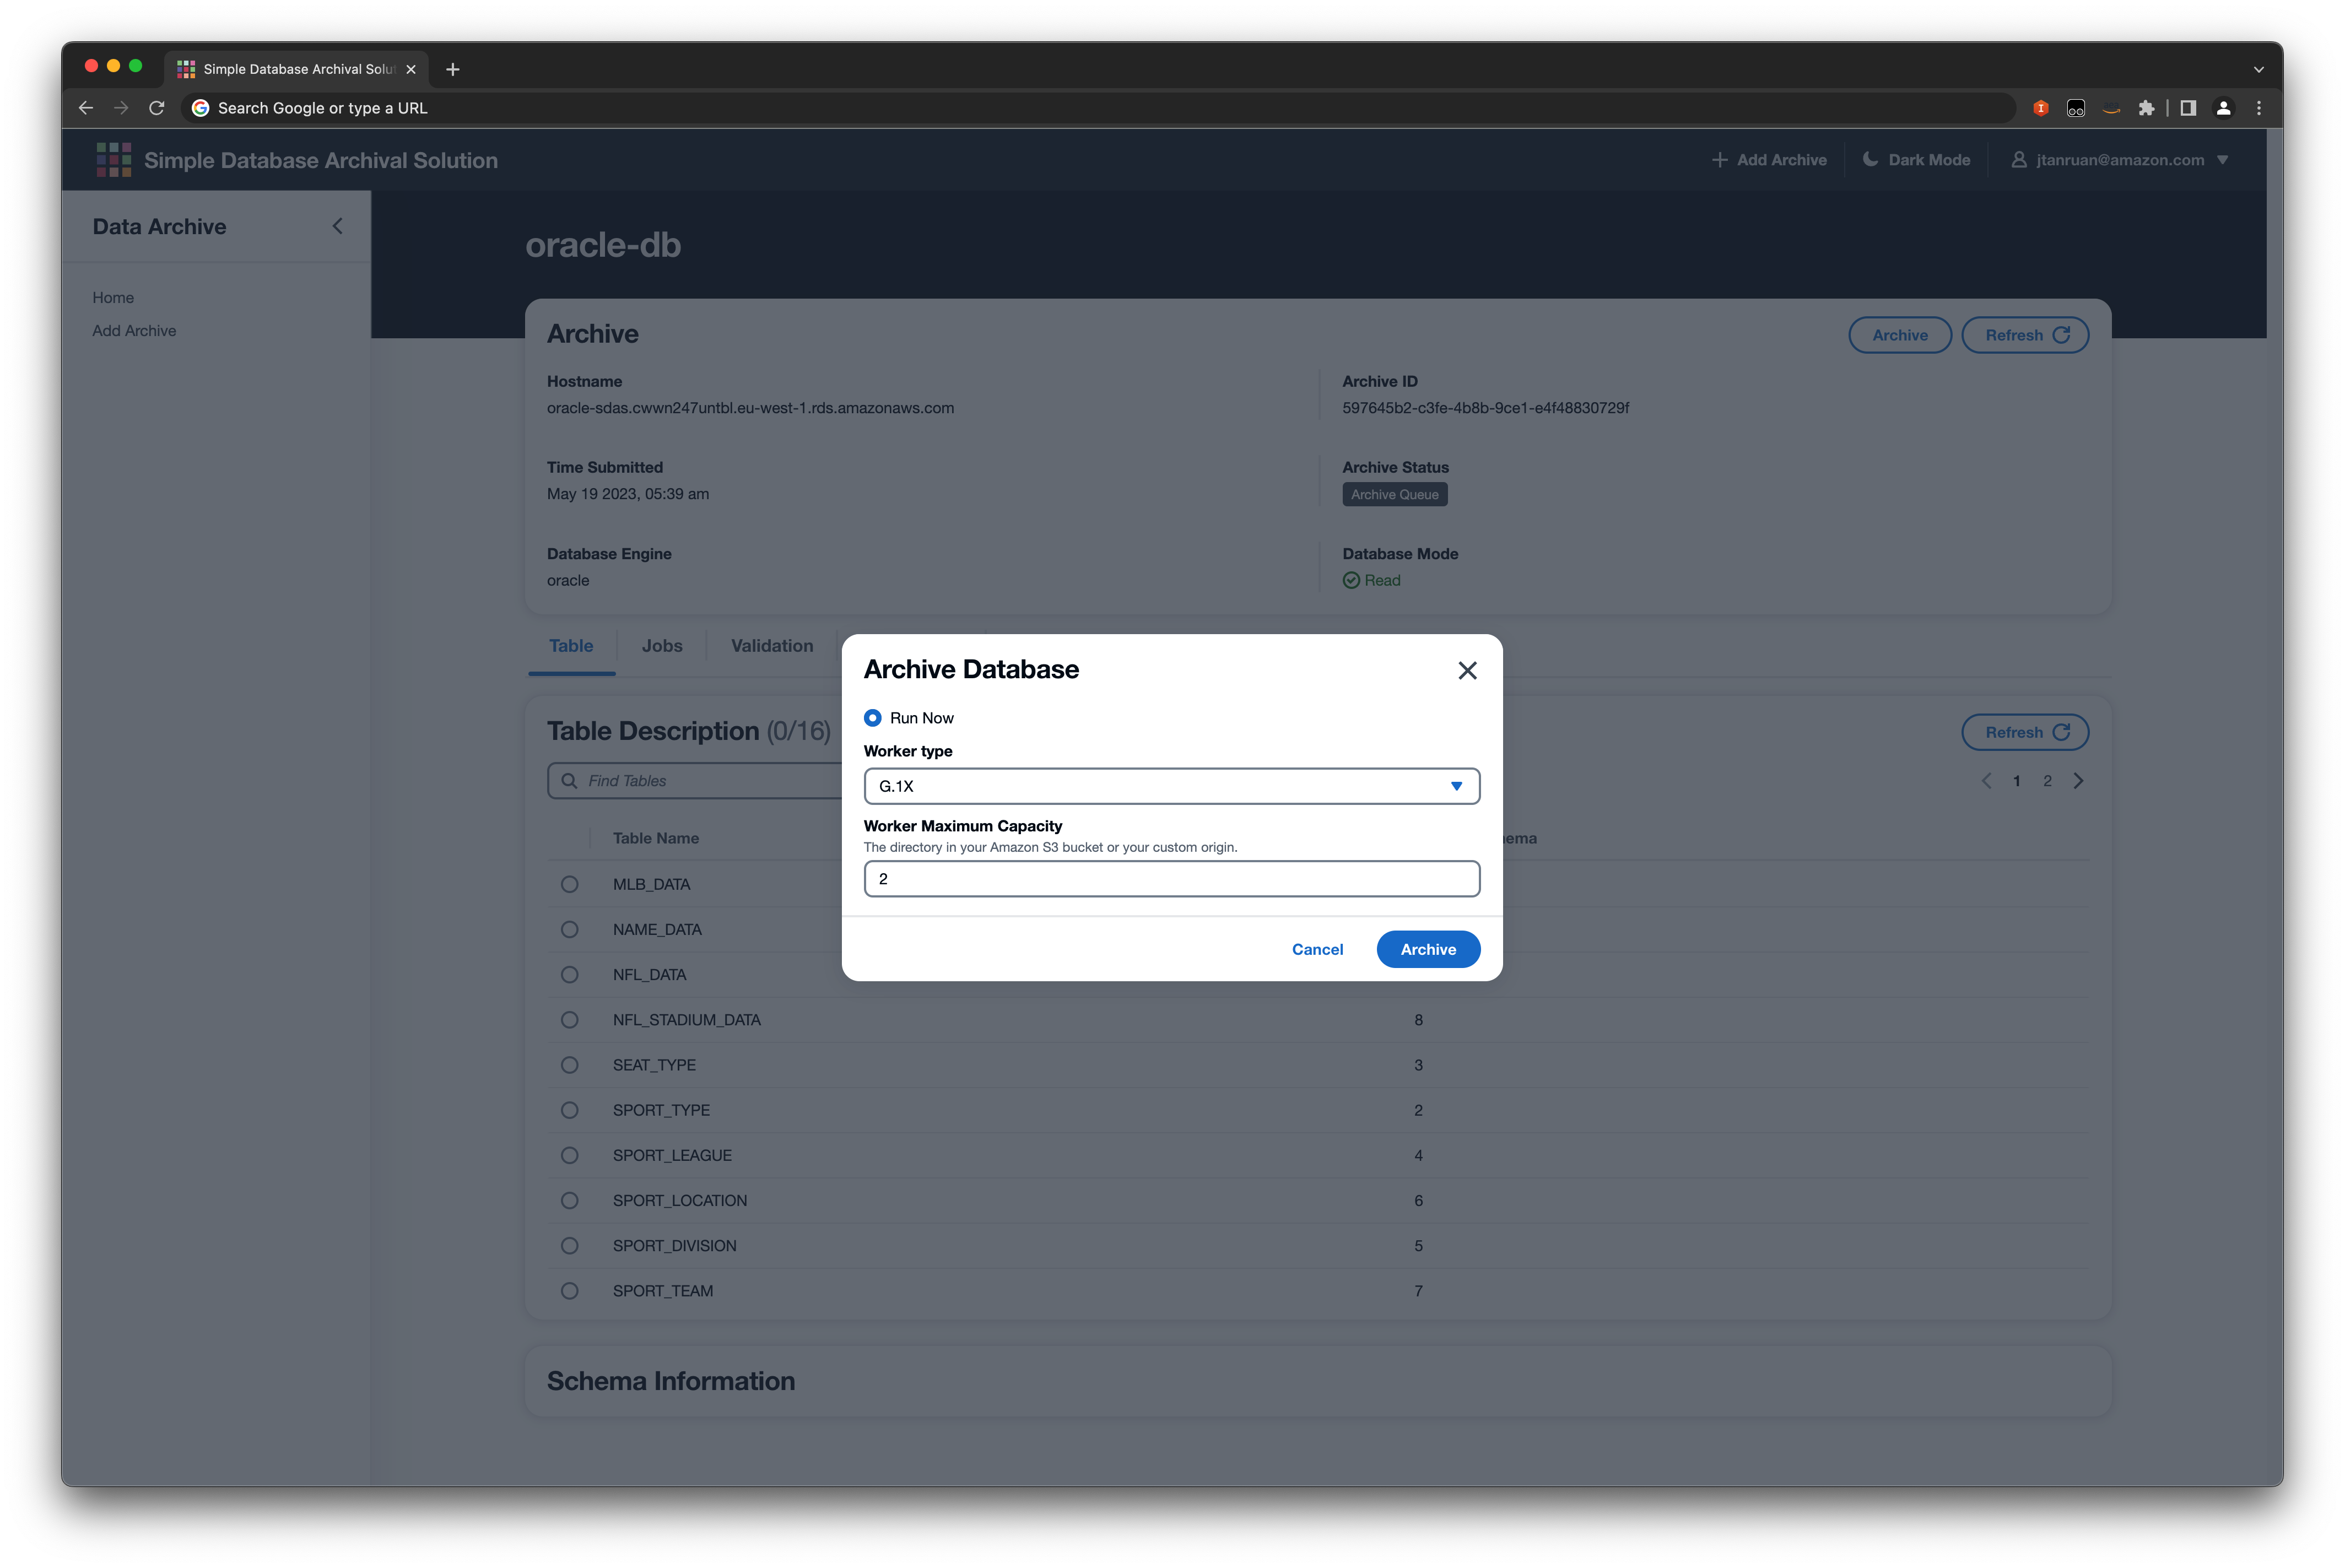 Simple Database Archival Solu
Search Google or type a URL
Simple Database Archival Solution
Add Archive
Dark Mode
jtanruan@amazon.com
Data Archive
Home
Add Archive
oracle-db
Archive
Archive
Refresh
Hostname
oracle-sdas.cwwn247untbl.eu-west-1.rds.amazonaws.com
Archive ID
597645b2-c3fe-4b8b-9ce1-e4f48830729f
Time Submitted
May 19 2023, 05:39 am
Archive Status
Archive Queue
Database Engine
oracle
Database Mode
Read
Table
Jobs
Validation
Archive Database
Run Now
Worker type
G.1X
Worker Maximum Capacity
The directory in your Amazon S3 bucket or your custom origin.
2
Cancel
Archive
Table Description (0/16)
Refresh
Find Tables
1 2
Table Name
ema
MLB_DATA
NAME_DATA
NFL_DATA
NFL_STADIUM_DATA 8
SEAT_TYPE 3
SPORT_TYPE 2
SPORT_LEAGUE 4
SPORT_LOCATION 6
SPORT_DIVISION 5
SPORT_TEAM 7
Schema Information